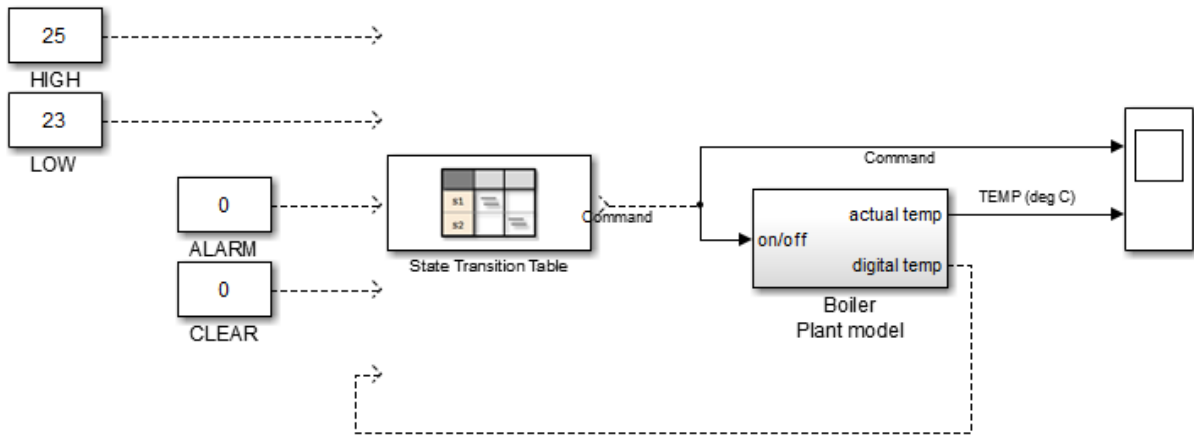 25
HIGH
23
LOW
0
ALARM
0
CLEAR
s1
s2
State Transition Table
Command
Command
on/off
actual temp
digital temp
Boiler
Plant model
TEMP (deg C)